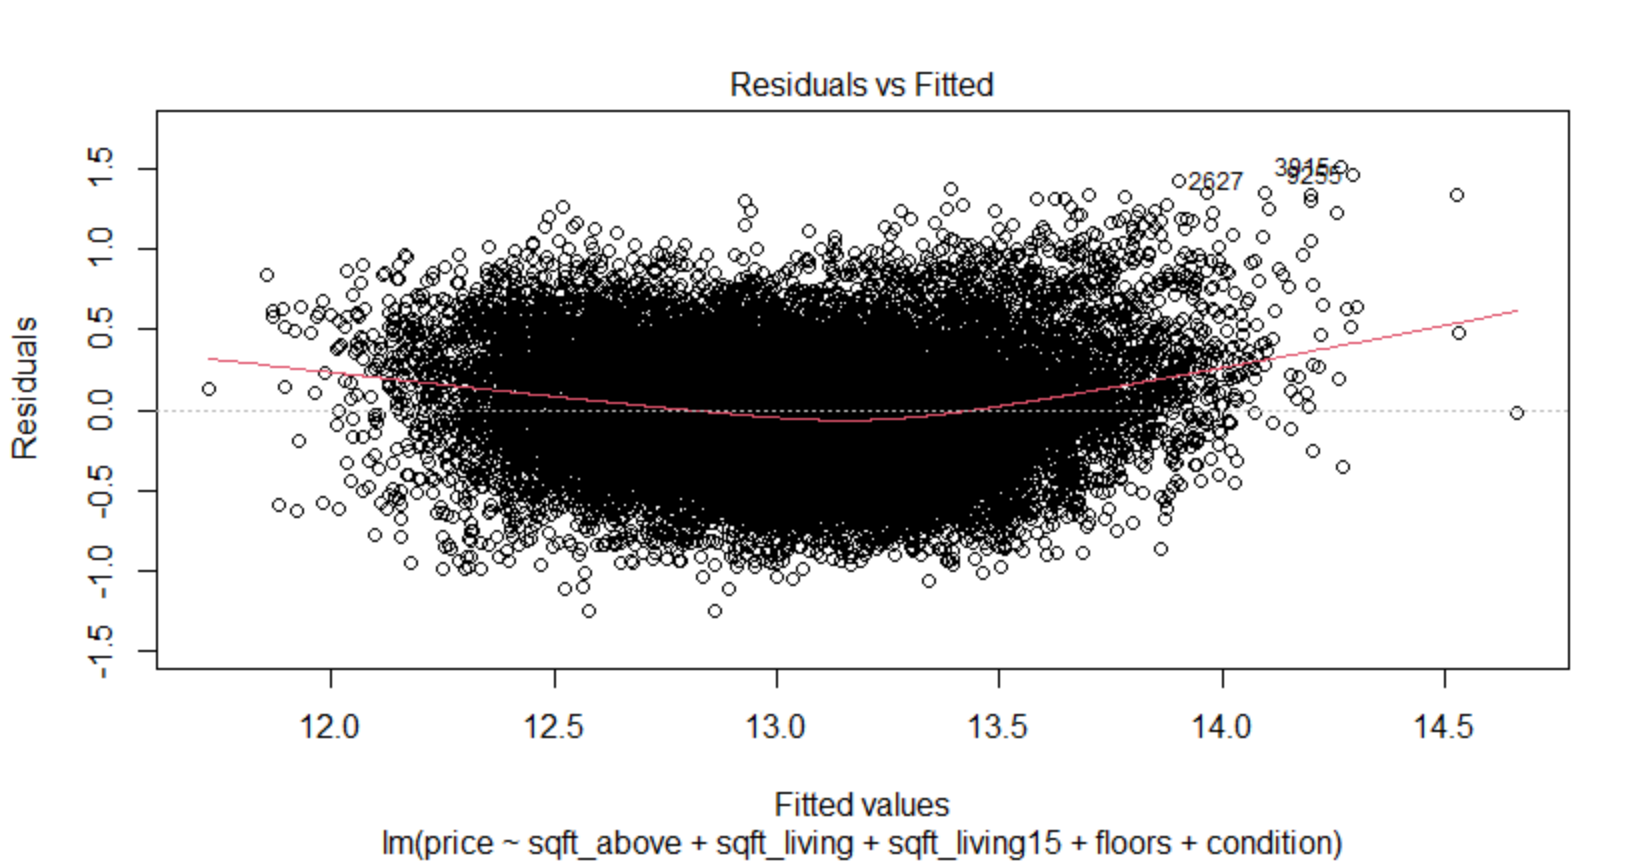 Residuals vs Fitted
Residuals
1.5
1.0
0.5
0.0
-0.5
-1.0
-1.5
2627
3915
9255
12.0 12.5 13.0 13.5 14.0 14.5
Fitted values
lm(price ~ sqft_above + sqft_living + sqft_living15 + floors + condition)